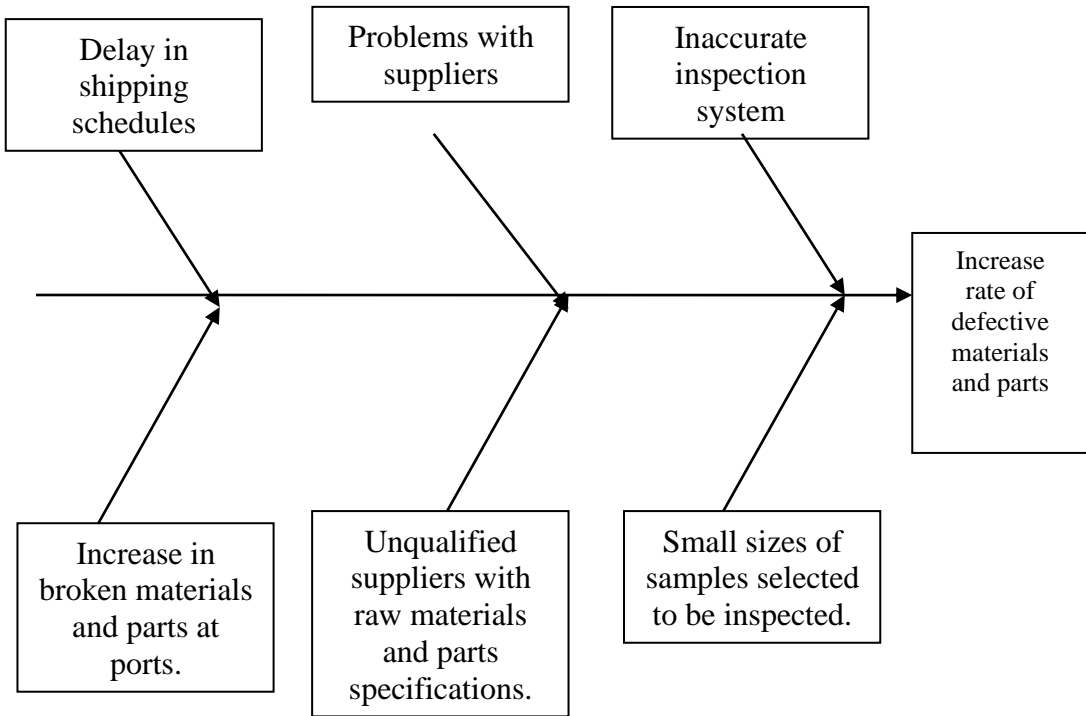 Delay in
shipping
schedules
Problems with
suppliers
Inaccurate
inspection
system
Increase
rate of
defective
materials
and parts
Increase in
broken materials
and parts at
ports.
Unqualified
suppliers with
raw materials
and parts
specifications.
Small sizes of
samples selected
to be inspected.